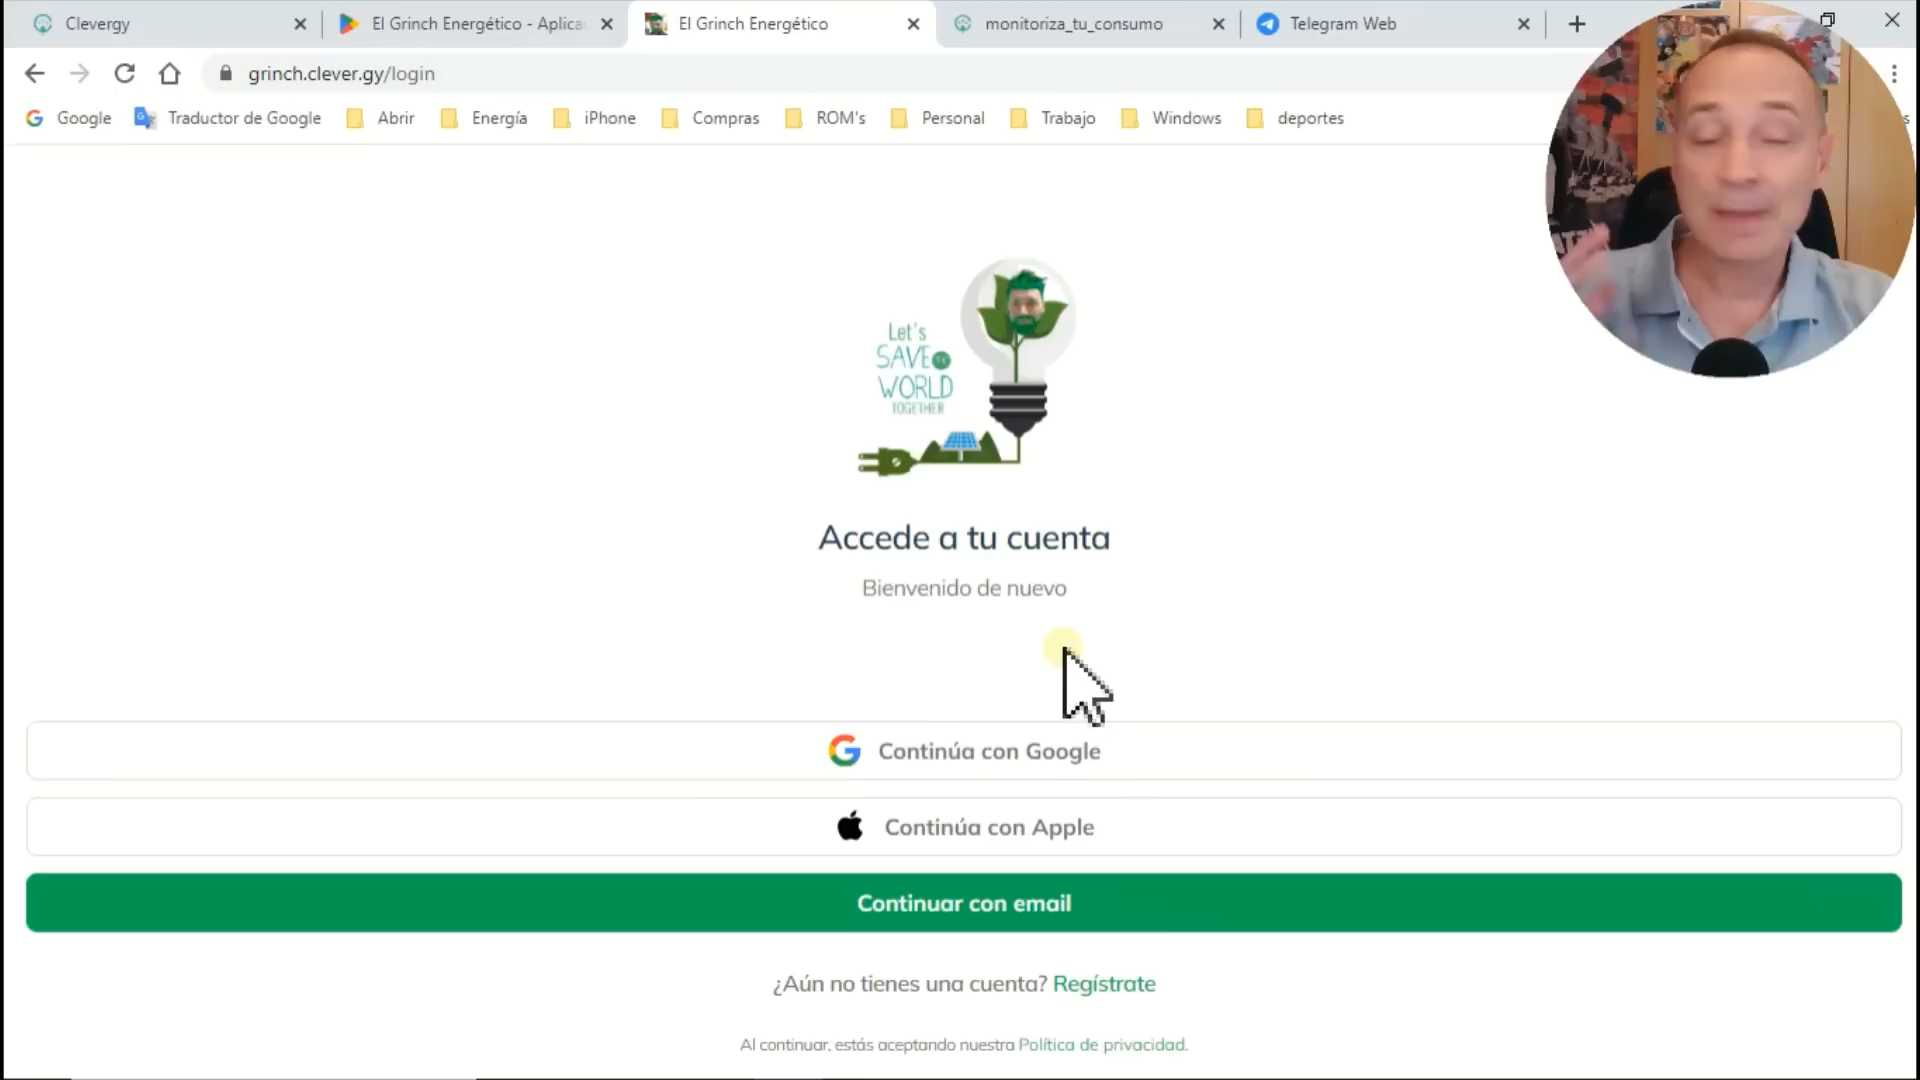 Clevergy
El Grinch Energético - Aplica
El Grinch Energético
monitoriza_tu_consumo
Telegram Web
grinch.clever.gy/login
Google
Traductor de Google
Abrir
Energía
iPhone
Compras
ROM's
Personal
Trabajo
Windows
deportes
Let's
SAVE
WORLD
TOGETHER
Accede a tu cuenta
Bienvenido de nuevo
Continúa con Google
Continúa con Apple
Continuar con email
¿Aún no tienes una cuenta? Regístrate
Al continuar, estás aceptando nuestra Política de privacidad.